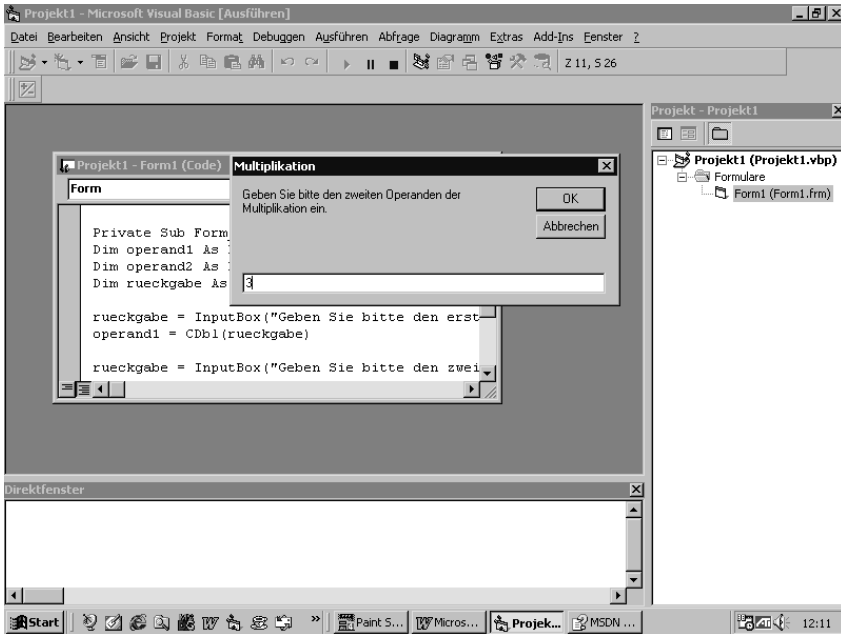 Projekt1 - Microsoft Visual Basic [Ausführen]
Datei Bearbeiten Ansicht Projekt Format Debuggen Ausführen Abfrage Diagramm Extras Add-Ins Fenster ?
Z 11, S 26
Projekt - Projekt1
Projekt1 (Projekt1.vbp)
Formulare
Form1 (Form1.frm)
Projekt1 - Form1 (Code)
Form
Private Sub Form_
Dim operand1 As
Dim operand2 As
Dim rueckgabe As
rueckgabe = InputBox("Geben Sie bitte den erst
operand1 = CDbl(rueckgabe)
rueckgabe = InputBox("Geben Sie bitte den zwei
Multiplikation
Geben Sie bitte den zweiten Operanden der
Multiplikation ein.
OK
Abbrechen
3
Direktfenster
Start
»
Paint S...
Micros...
Projek...
MSDN ...
12:11